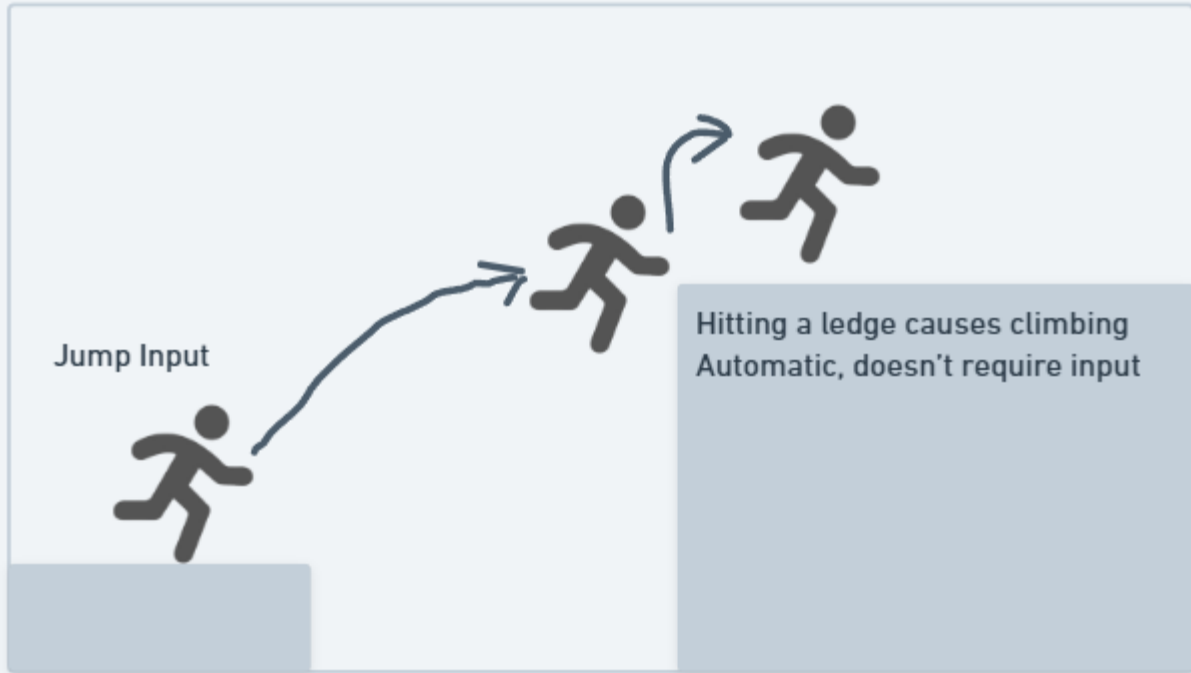 Jump Input
Hitting a ledge causes climbing
Automatic, doesn't require input